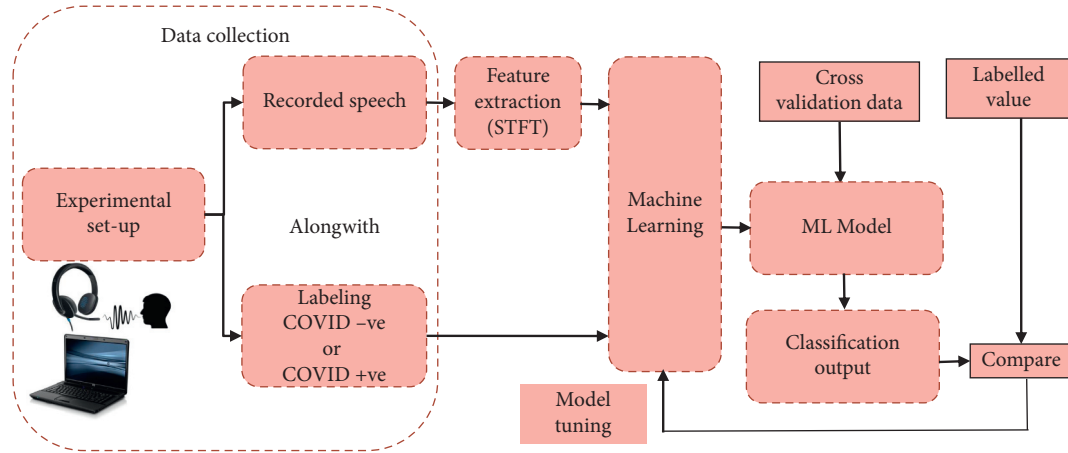 Data collection
Recorded speech
Feature
extraction
(STFT)
Cross
validation data
Labelled
value
Experimental
set-up
Alongwith
Machine
Learning
ML Model
Labeling
COVID –ve
or
COVID +ve
Classification
output
Compare
Model
tuning